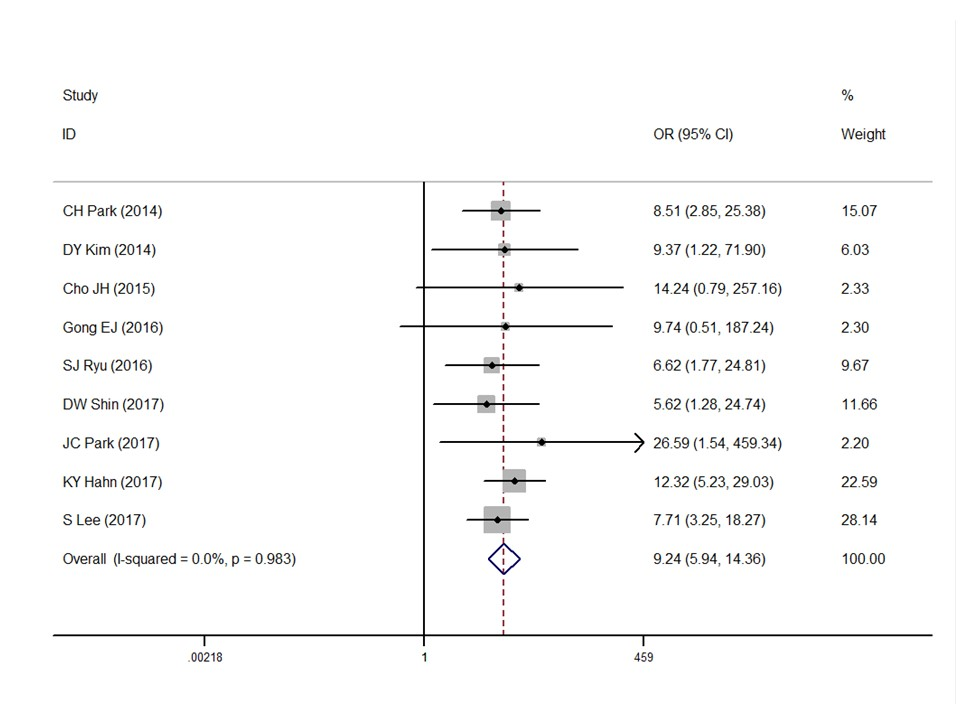 Study %
ID OR (95% CI) Weight
CH Park (2014) 8.51 (2.85, 25.38) 15.07
DY Kim (2014) 9.37 (1.22, 71.90) 6.03
Cho JH (2015) 14.24 (0.79, 257.16) 2.33
Gong EJ (2016) 9.74 (0.51, 187.24) 2.30
SJ Ryu (2016) 6.62 (1.77, 24.81) 9.67
DW Shin (2017) 5.62 (1.28, 24.74) 11.66
JC Park (2017) 26.59 (1.54, 459.34) 2.20
KY Hahn (2017) 12.32 (5.23, 29.03) 22.59
S Lee (2017) 7.71 (3.25, 18.27) 28.14
Overall (I-squared = 0.0%, p = 0.983) 9.24 (5.94, 14.36) 100.00
.00218 1 459